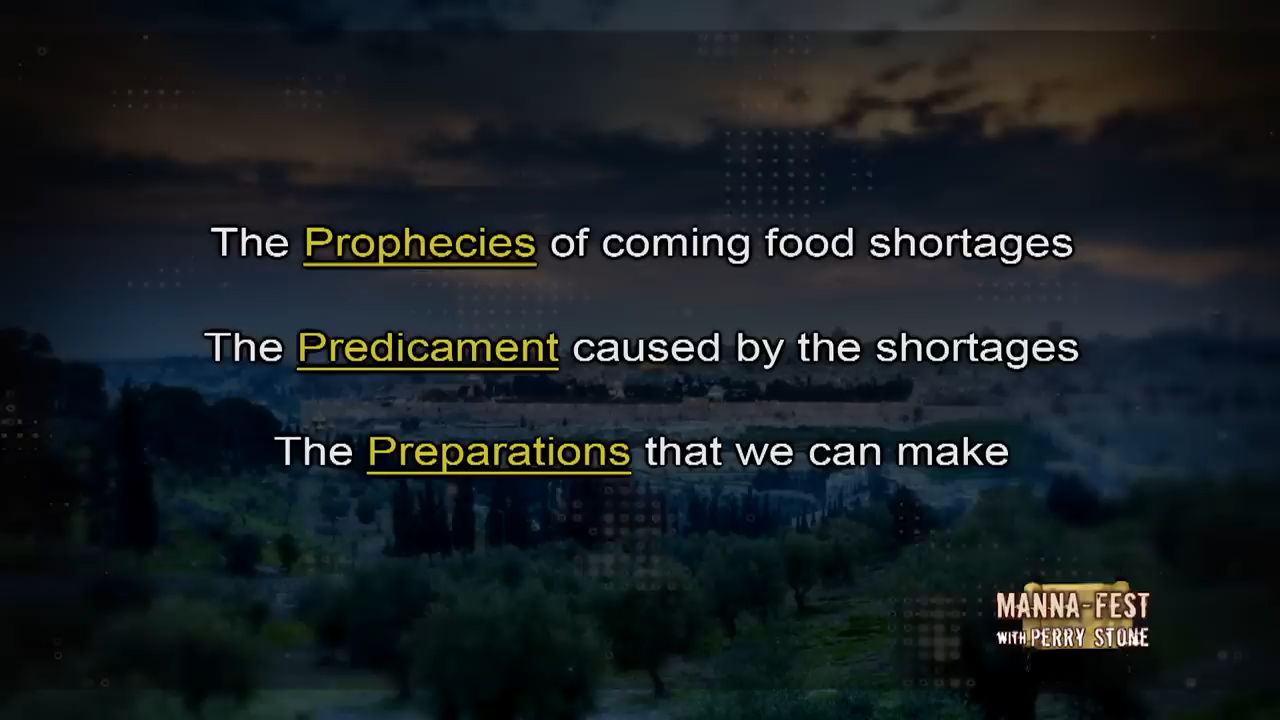 The Prophecies of coming food shortages
The Predicament caused by the shortages
The Preparations that we can make
MANNA-FEST
WITH PERRY STONE